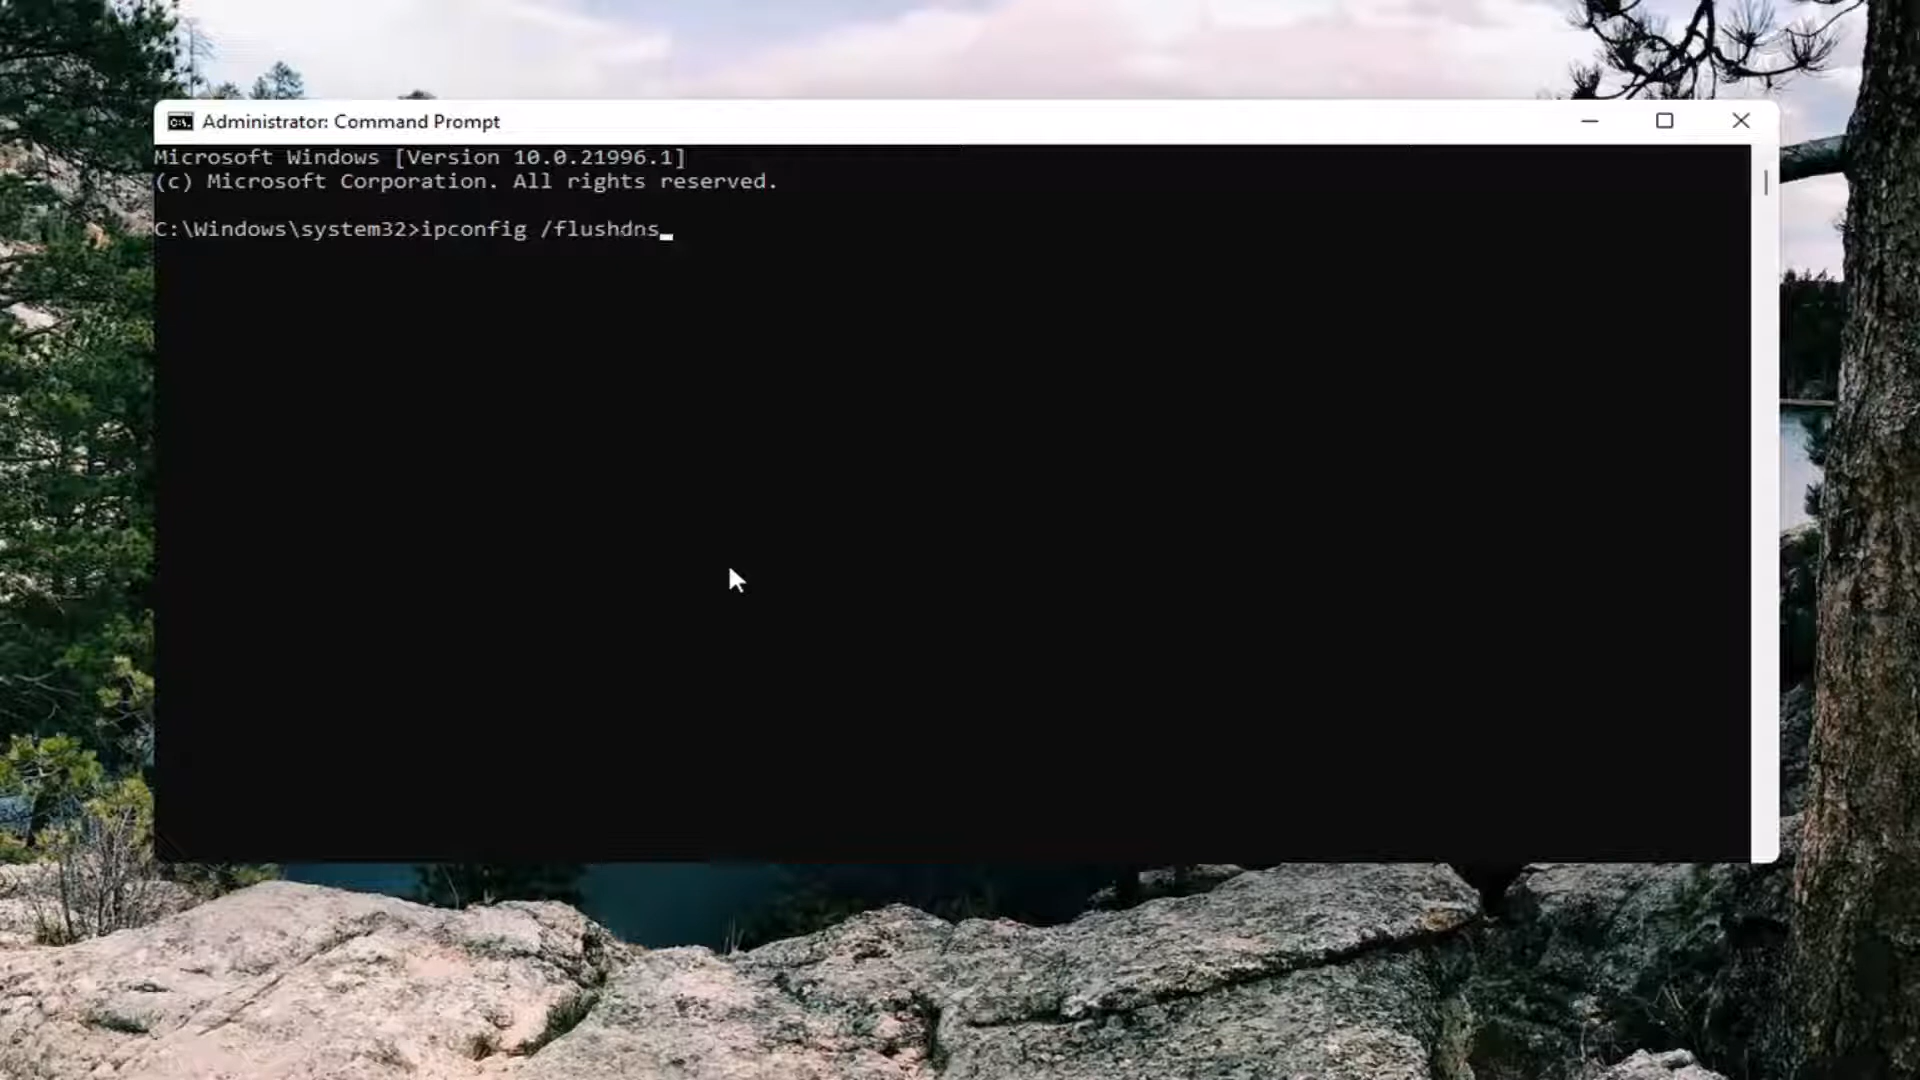 Administrator: Command Prompt
Microsoft Windows [Version 10.0.21996.1]
(c) Microsoft Corporation. All rights reserved.
C:\Windows\system32>ipconfig /flushdns